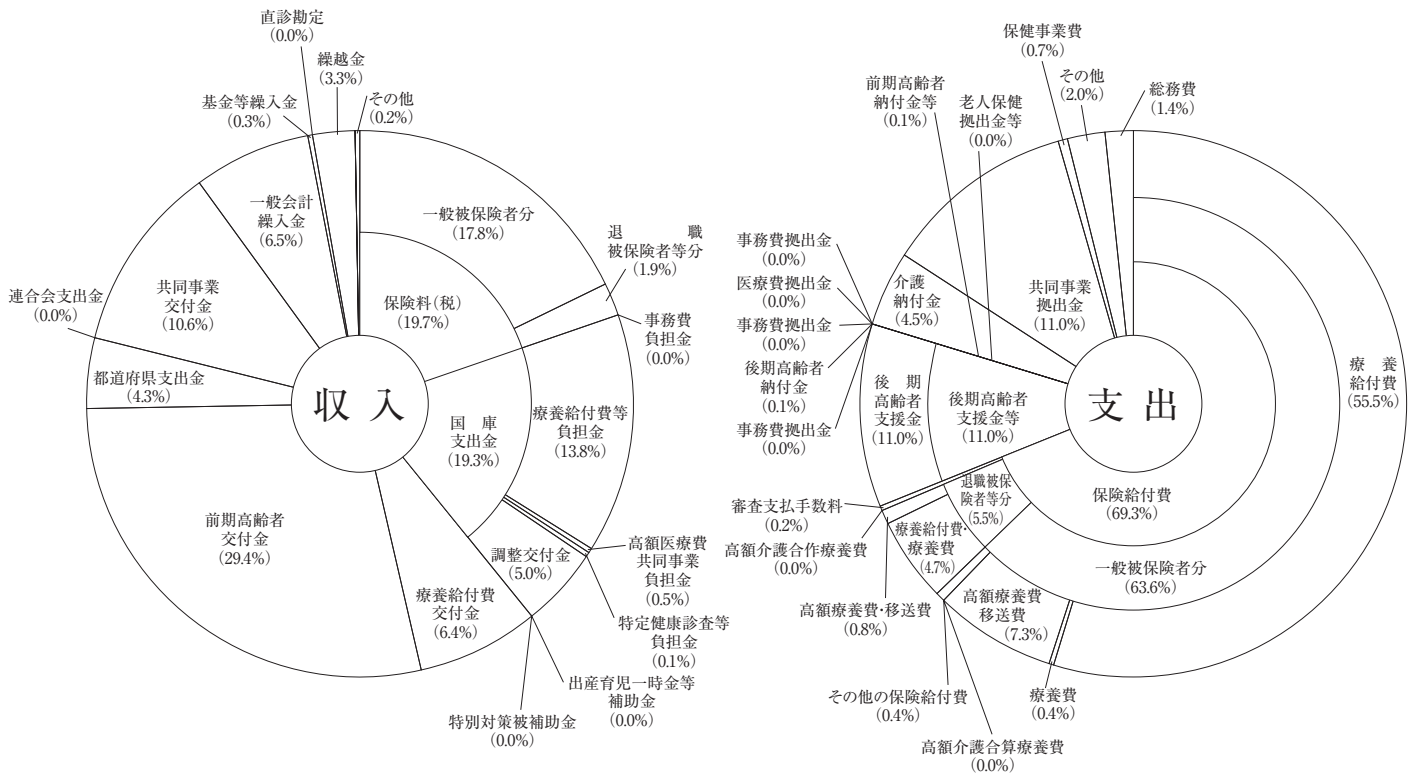 直診勘定
(0.0%)
繰越金
(3.3%)
その他
(0.2%)
基金等繰入金
(0.3%)
一般会計
繰入金
(6.5%)
一般被保険者分
(17.8%)
退　職
被保険者等分
(1.9%)
保険料(税)
(19.7%)
事務費
負担金
(0.0%)
共同事業
交付金
(10.6%)
連合会支出金
(0.0%)
都道府県支出金
(4.3%)
収入
国　庫
支出金
(19.3%)
療養給付費等
負担金
(13.8%)
前期高齢者
交付金
(29.4%)
療養給付費
交付金
(6.4%)
調整交付金
(5.0%)
高額医療費
共同事業
負担金
(0.5%)
特定健康診査等
負担金
(0.1%)
出産育児一時金等
補助金
(0.0%)
特別対策被補助金
(0.0%)
保健事業費
(0.7%)
その他
(2.0%)
総務費
(1.4%)
前期高齢者
納付金等
(0.1%)
老人保健
拠出金等
(0.0%)
事務費拠出金
(0.0%)
医療費拠出金
(0.0%)
事務費拠出金
(0.0%)
後期高齢者
納付金
(0.1%)
事務費拠出金
(0.0%)
介護
納付金
(4.5%)
共同事業
拠出金
(11.0%)
後　期
高齢者
支援金
(11.0%)
後期高齢者
支援金等
(11.0%)
支出
療　養
給付費
(55.5%)
保険給付費
(69.3%)
退職被保
険者等分
(5.5%)
一般被保険者分
(63.6%)
審査支払手数料
(0.2%)
高額介護合作療養費
(0.0%)
療養給付費・
療養費
(4.7%)
高額療養費・移送費
(0.8%)
高額療養費
移送費
(7.3%)
その他の保険給付費
(0.4%)
療養費
(0.4%)
高額介護合算療養費
(0.0%)